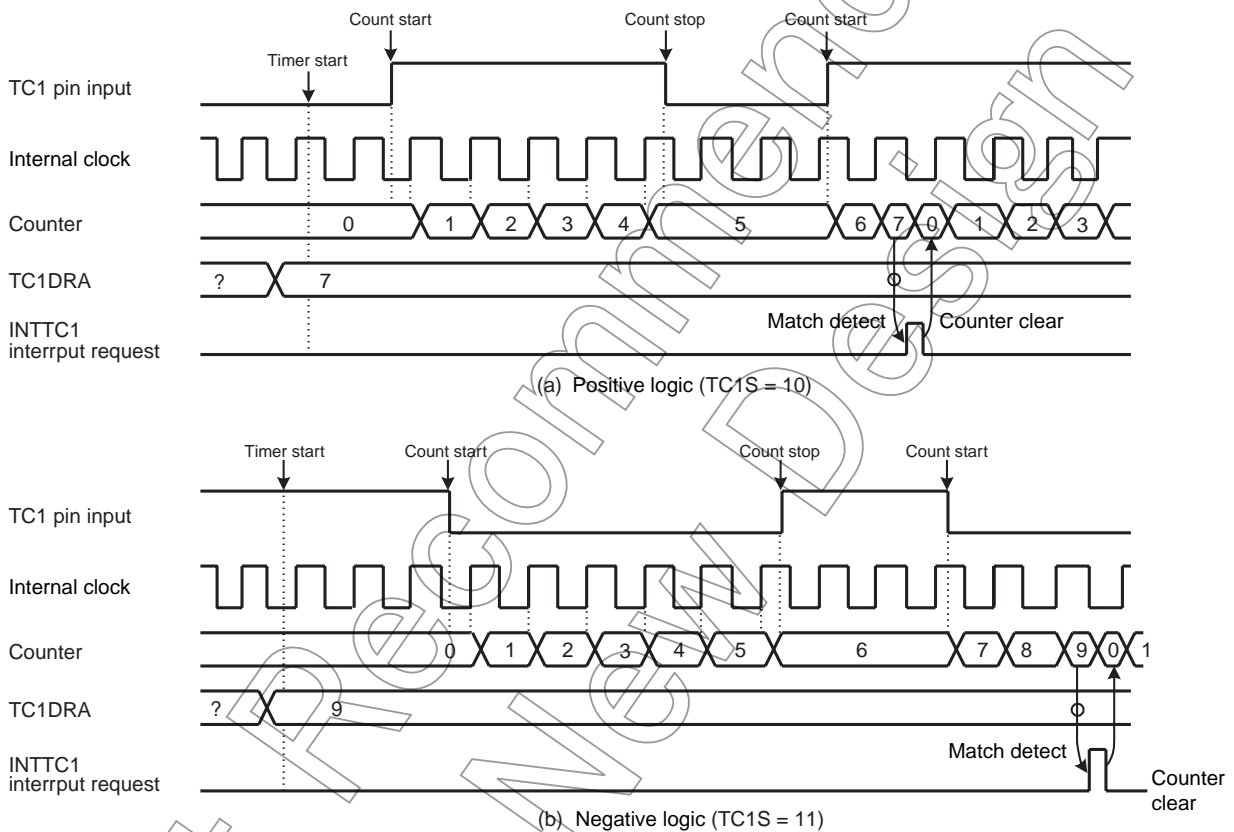 Count start Count stop Count start
Timer start
TC1 pin input
Internal clock
Counter 0 1 2 3 4 5 6 7 0 1 2 3
TC1DRA ? 7
INTTC1
interrput request
Match detect Counter clear
(a) Positive logic (TC1S = 10)
Timer start Count start Count stop Count start
TC1 pin input
Internal clock
Counter 0 1 2 3 4 5 6 7 8 9 0 1
TC1DRA ? 9
INTTC1
interrput request
Match detect
Counter
clear
(b) Negative logic (TC1S = 11)
Recommen
New Design